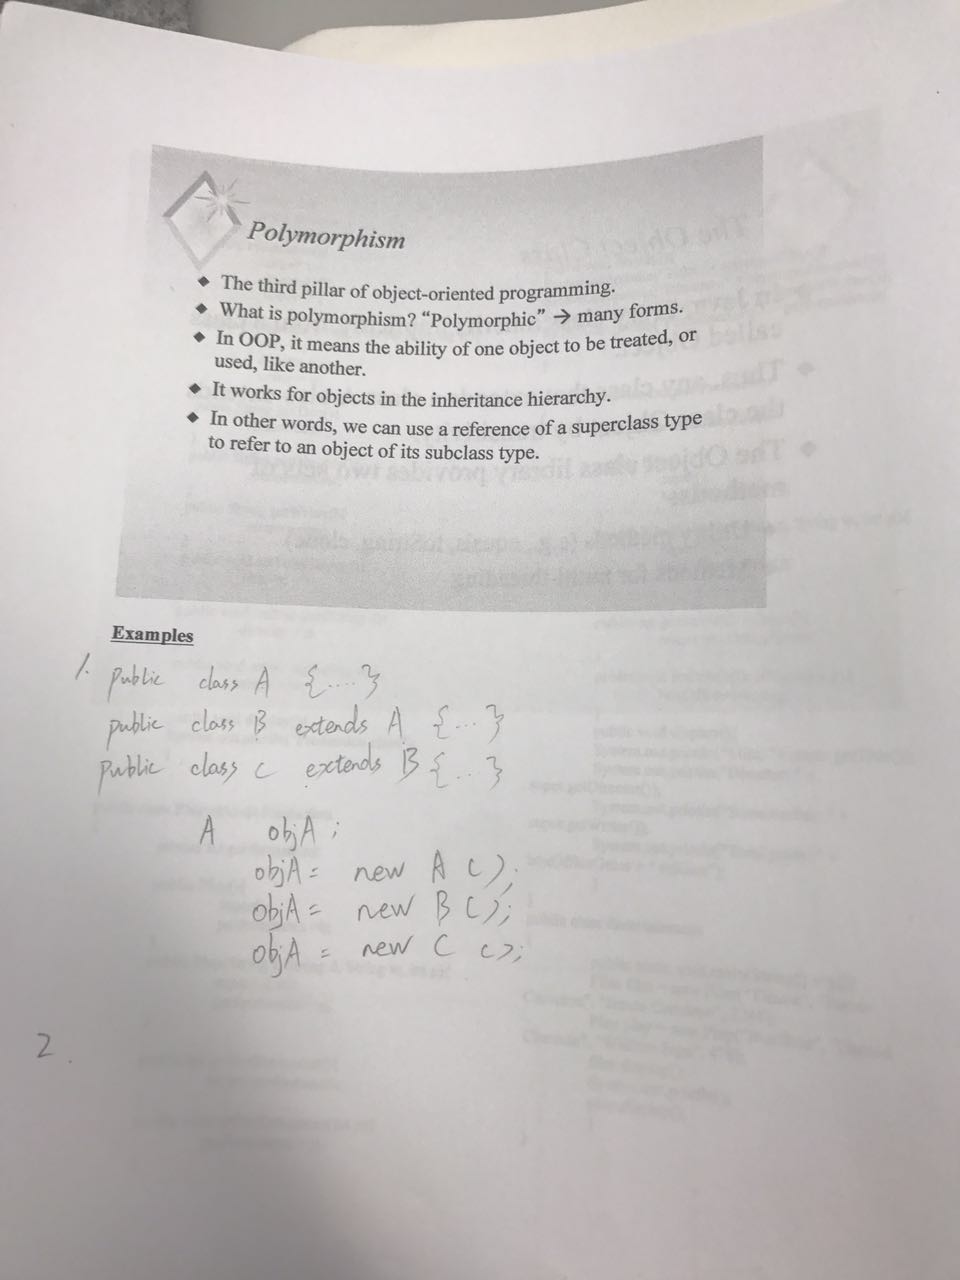 Polymorphism
◆ The third pillar of object-oriented programming.
◆ What is polymorphism? “Polymorphic” → many forms.
◆ In OOP, it means the ability of one object to be treated, or
used, like another.
◆ It works for objects in the inheritance hierarchy.
◆ In other words, we can use a reference of a superclass type
to refer to an object of its subclass type.
Examples
1. public class A {....}
public class B extends A {...}
public class C extends B {...}
A objA ;
objA = new A ();
objA = new B ();
objA = new C ();
2.